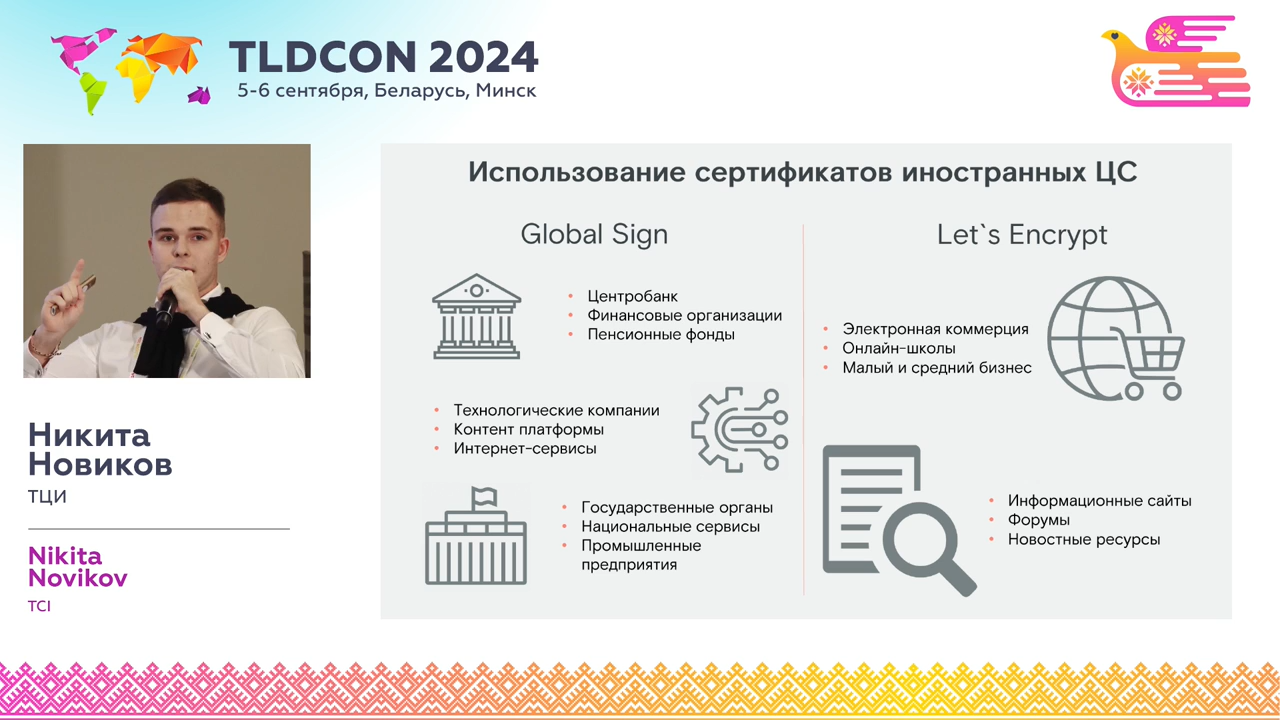 TLDCON 2024
5-6 сентября, Беларусь, Минск
Никита
Новиков
ТЦИ
Nikita
Novikov
TCI
Использование сертификатов иностранных ЦС
Global Sign
• Центробанк
• Финансовые организации
• Пенсионные фонды
• Технологические компании
• Контент платформы
• Интернет-сервисы
• Государственные органы
• Национальные сервисы
• Промышленные
предприятия
Let`s Encrypt
• Электронная коммерция
• Онлайн-школы
• Малый и средний бизнес
• Информационные сайты
• Форумы
• Новостные ресурсы